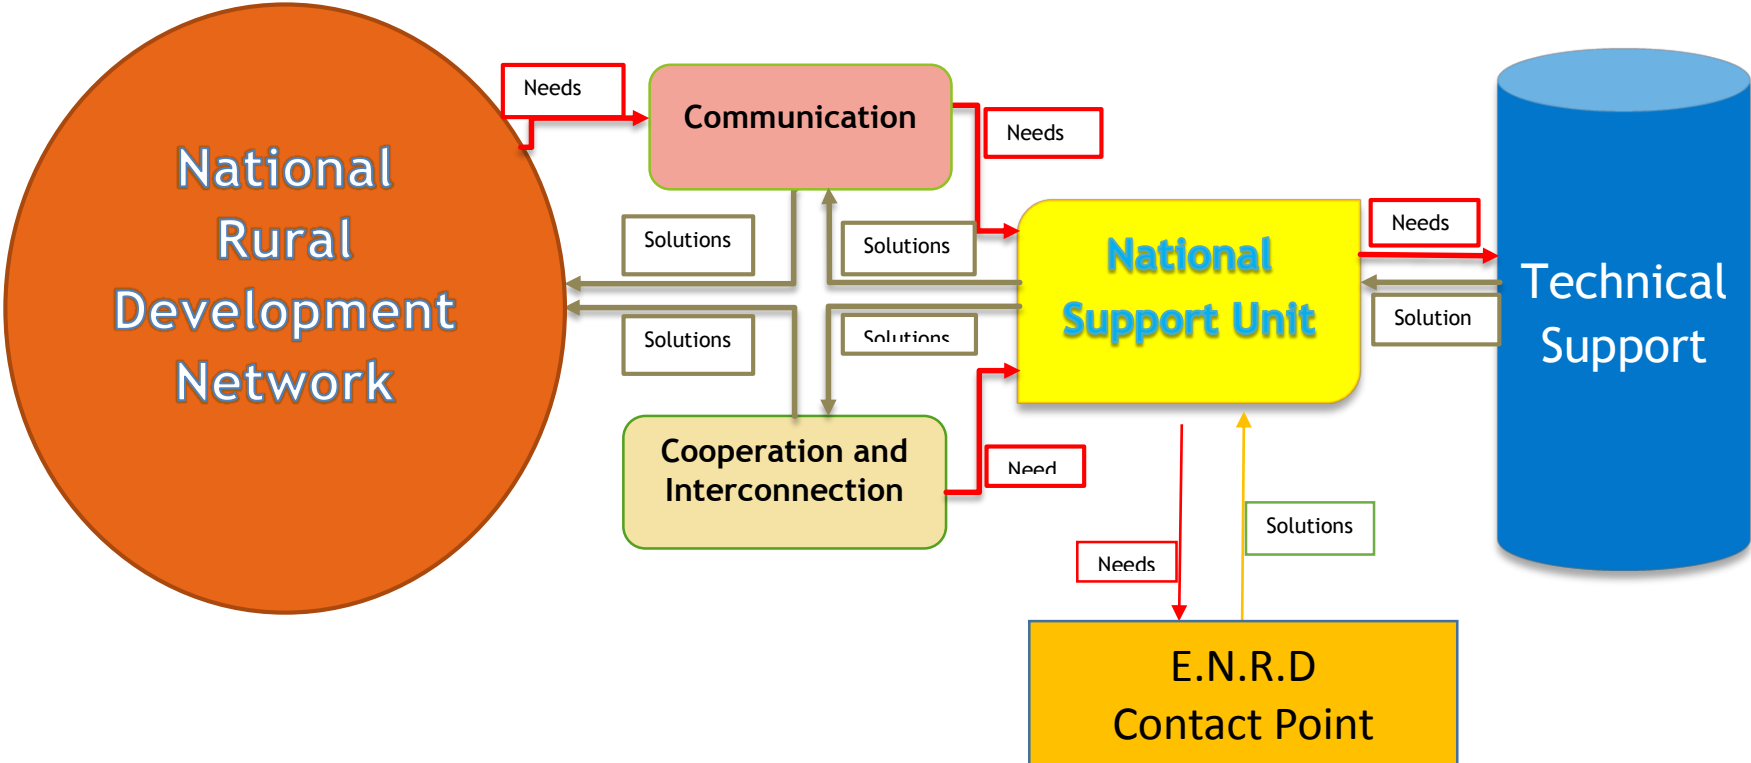 Needs
Communication
Needs
National
Rural
Development
Network
Solutions
Solutions
National
Support Unit
Needs
Technical
Support
Solution
Solutions
Solutions
Cooperation and
Interconnection
Need
Solutions
Needs
E.N.R.D
Contact Point